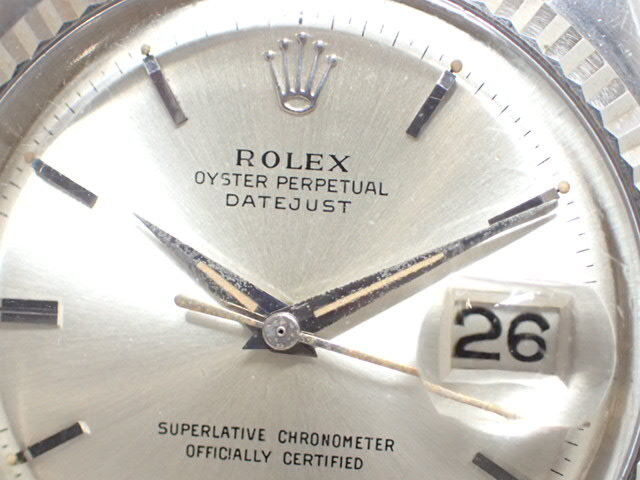 ROLEX
OYSTER PERPETUAL
DATEJUST
26
SUPERLATIVE CHRONOMETER
OFFICIALLY CERTIFIED